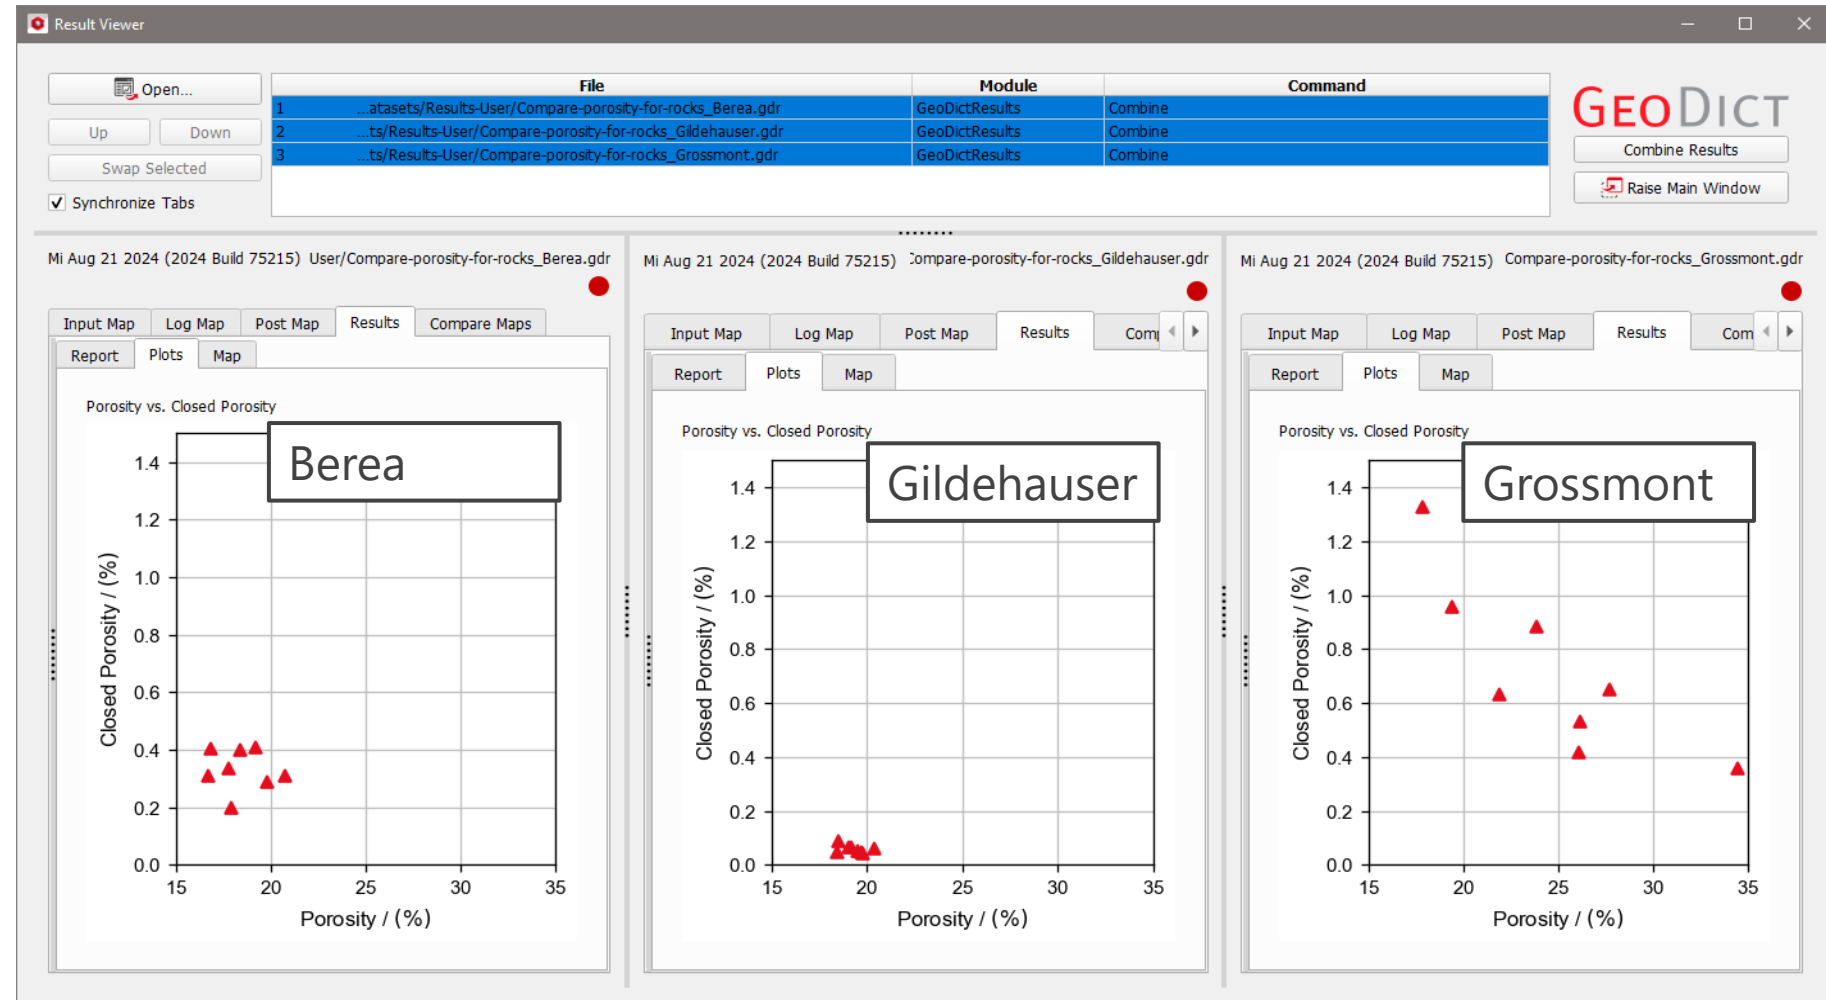 Result Viewer
Open...
Up Down
Swap Selected
Synchronize Tabs
File Module Command
1 ...atasets/Results-User/Compare-porosity-for-rocks_Berea.gdr GeoDictResults Combine
2 ...ts/Results-User/Compare-porosity-for-rocks_Gildehauser.gdr GeoDictResults Combine
3 ...ts/Results-User/Compare-porosity-for-rocks_Grossmont.gdr GeoDictResults Combine
GEODICT
Combine Results
Raise Main Window
Mi Aug 21 2024 (2024 Build 75215) User/Compare-porosity-for-rocks_Berea.gdr
Input Map Log Map Post Map Results Compare Maps
Report Plots Map
Porosity vs. Closed Porosity
Berea
1.4
1.2
1.0
0.8
0.6
0.4
0.2
0.0
Closed Porosity / (%)
15 20 25 30 35
Porosity / (%)
Mi Aug 21 2024 (2024 Build 75215) Compare-porosity-for-rocks_Gildehauser.gdr
Input Map Log Map Post Map Results Com
Report Plots Map
Porosity vs. Closed Porosity
Gildehauser
1.4
1.2
1.0
0.8
0.6
0.4
0.2
0.0
Closed Porosity / (%)
15 20 25 30 35
Porosity / (%)
Mi Aug 21 2024 (2024 Build 75215) Compare-porosity-for-rocks_Grossmont.gdr
Input Map Log Map Post Map Results Com
Report Plots Map
Porosity vs. Closed Porosity
Grossmont
1.4
1.2
1.0
0.8
0.6
0.4
0.2
0.0
Closed Porosity / (%)
15 20 25 30 35
Porosity / (%)